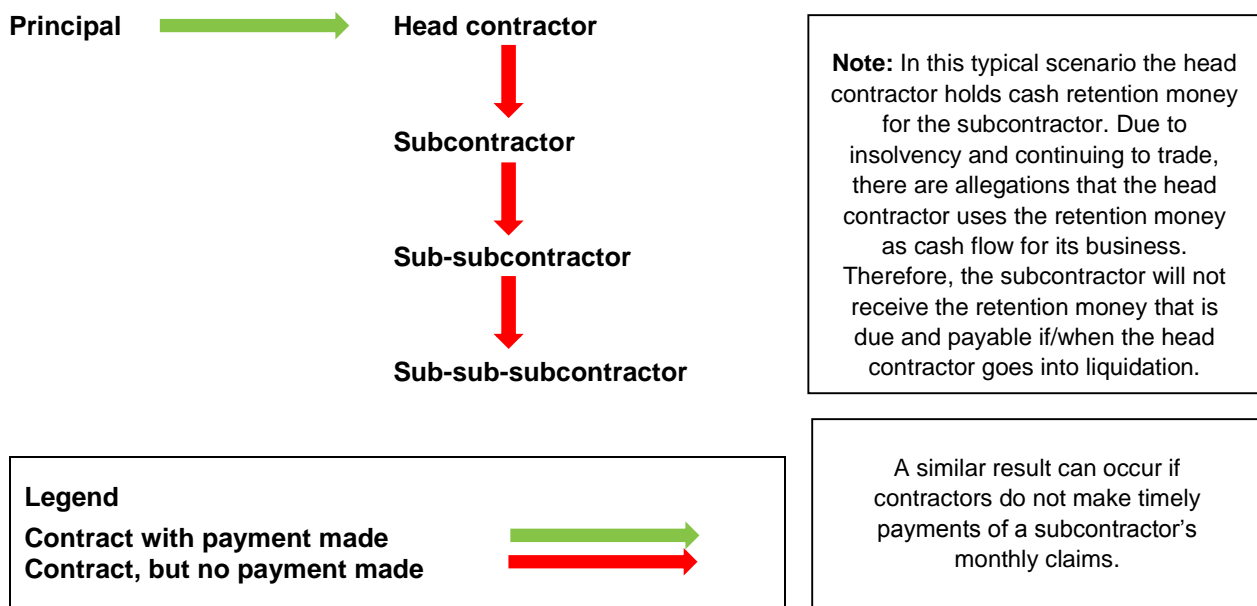 Principal
Head contractor
Subcontractor
Sub-subcontractor
Sub-sub-subcontractor
Note: In this typical scenario the head
contractor holds cash retention money
for the subcontractor. Due to
insolvency and continuing to trade,
there are allegations that the head
contractor uses the retention money
as cash flow for its business.
Therefore, the subcontractor will not
receive the retention money that is
due and payable if/when the head
contractor goes into liquidation.
Legend
Contract with payment made
Contract, but no payment made
A similar result can occur if
contractors do not make timely
payments of a subcontractor’s
monthly claims.